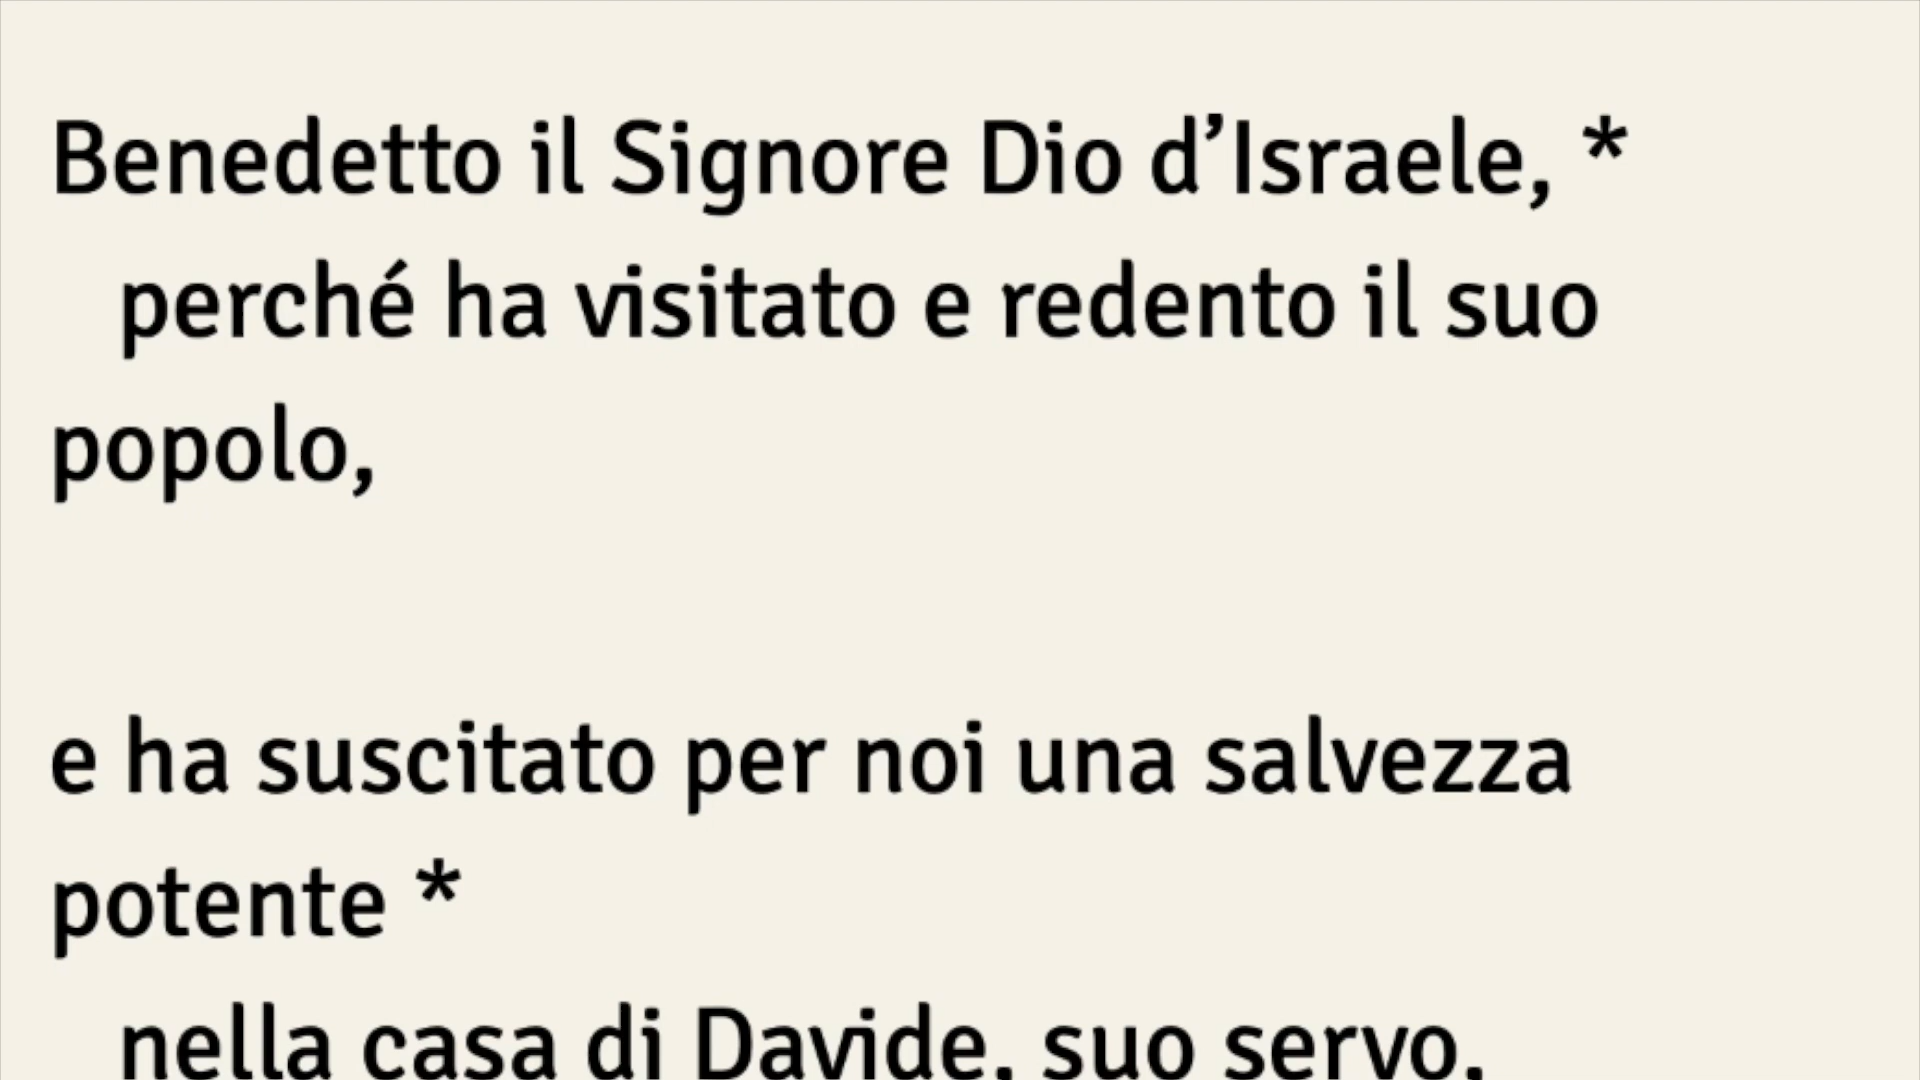 Benedetto il Signore Dio d’Israele, *
perché ha visitato e redento il suo
popolo,
e ha suscitato per noi una salvezza
potente *
nella casa di Davide, suo servo,